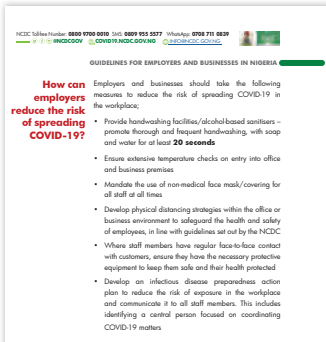 NCDC Toll-free Number: 0800 9700 0010 SMS: 0809 955 5577 WhatsApp: 0708 711 0839
@NCDCGOV COVID19.NCDC.GOV.NG INFO@NCDC.GOV.NG
GUIDELINES FOR EMPLOYERS AND BUSINESSES IN NIGERIA
How can
employers
reduce the risk
of spreading
COVID-19?
Employers and businesses should take the following
measures to reduce the risk of spreading COVID-19 in
the workplace;
• Provide handwashing facilities/alcohol-based sanitisers –
promote thorough and frequent handwashing, with soap
and water for at least 20 seconds
• Ensure extensive temperature checks on entry into office
and business premises
• Mandate the use of non-medical face mask/covering for
all staff at all times
• Develop physical distancing strategies within the office or
business environment to safeguard the health and safety
of employees, in line with guidelines set out by the NCDC
• Where staff members have regular face-to-face contact
with customers, ensure they have the necessary protective
equipment to keep them safe and their health protected
• Develop an infectious disease preparedness action
plan to reduce the risk of exposure in the workplace
and communicate it to all staff members. This includes
identifying a central person focused on coordinating
COVID-19 matters